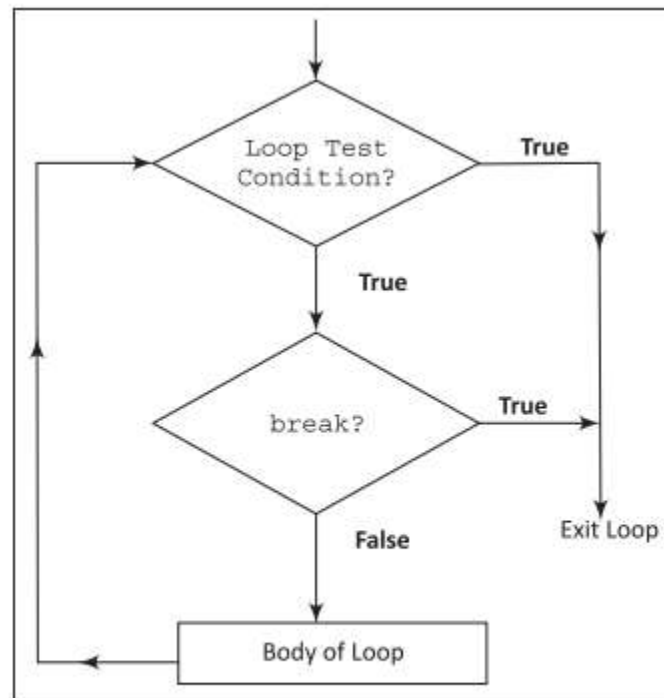 Loop Test
Condition?
True
True
break?
True
False
Exit Loop
Body of Loop